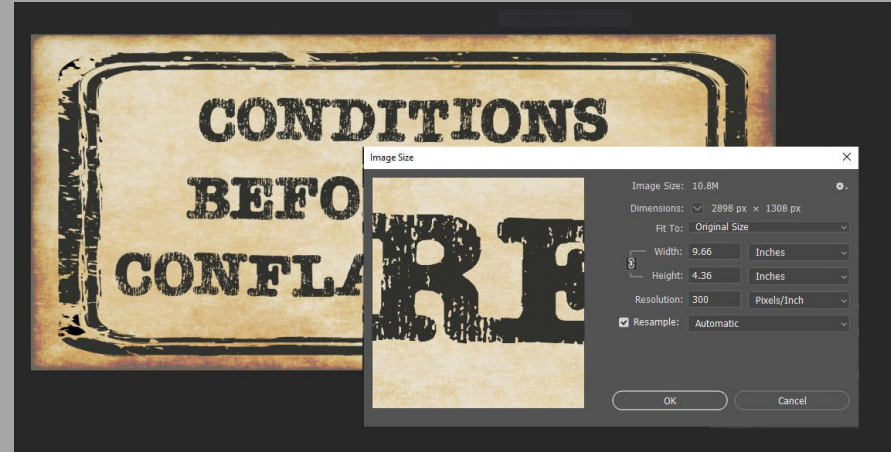 CONDITIONS
BEFO
CONFLA
Image Size
RE
Image Size: 10.8M
Dimensions: 2898 px × 1308 px
Fit To: Original Size
Width: 9.66 Inches
Height: 4.36 Inches
Resolution: 300 Pixels/Inch
Resample: Automatic
OK Cancel